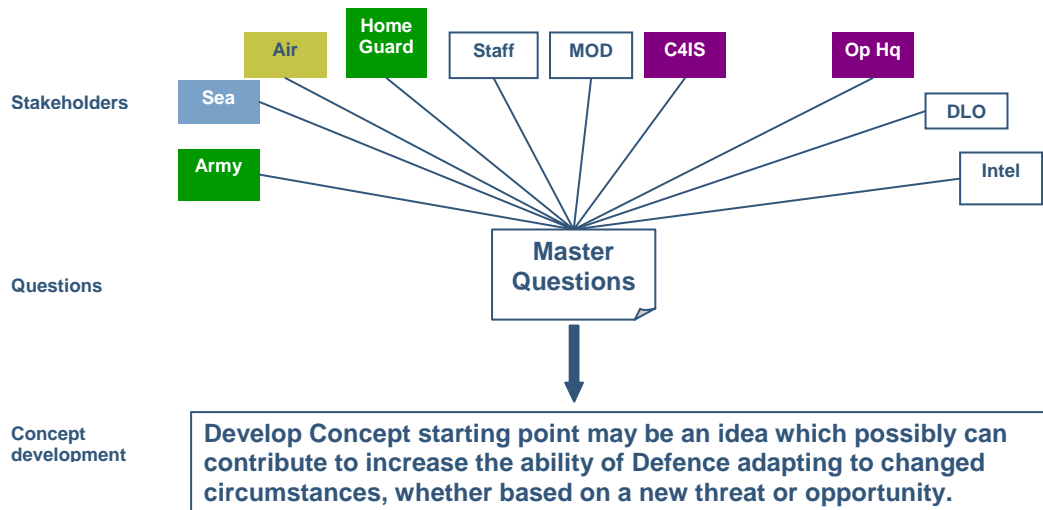 Home
Guard
Air
Staff
MOD
C4IS
Op Hq
Stakeholders
Sea
DLO
Army
Intel
Master
Questions
Questions
Concept
development
Develop Concept starting point may be an idea which possibly can
contribute to increase the ability of Defence adapting to changed
circumstances, whether based on a new threat or opportunity.